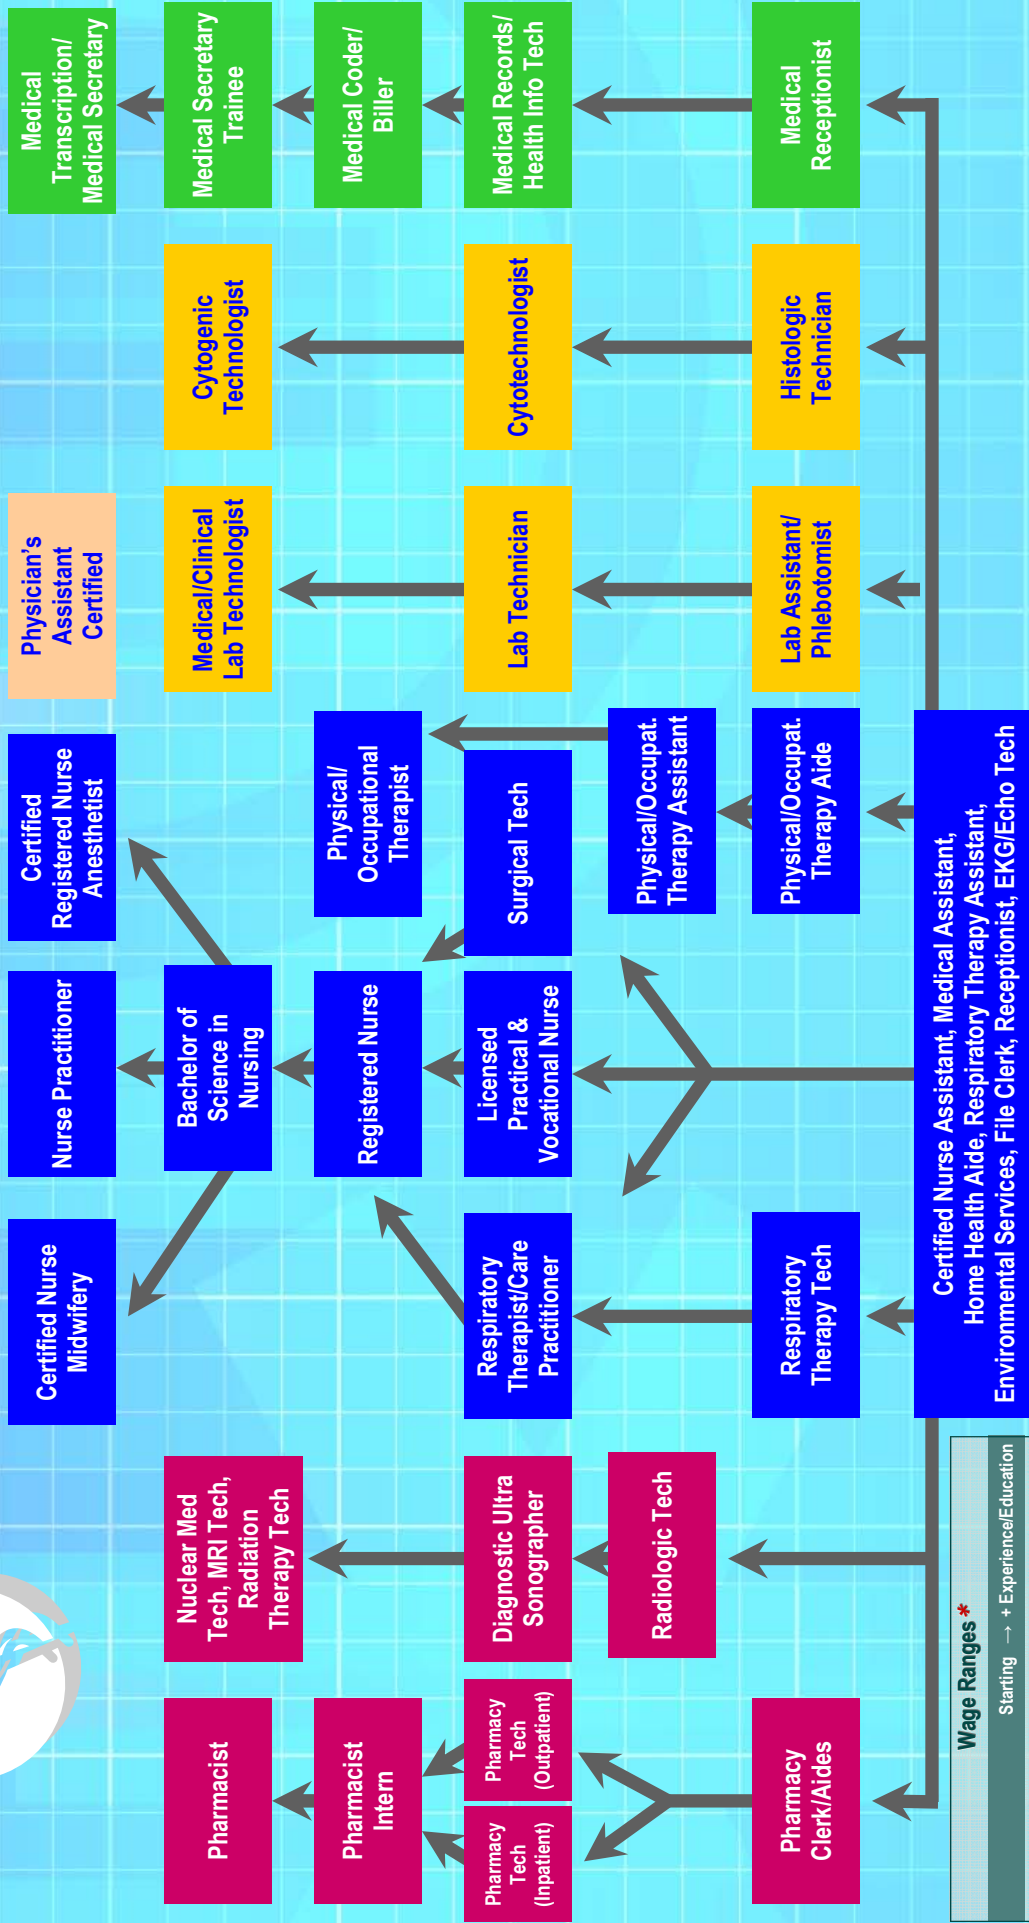 Certified Nurse
Midwifery
Nurse Practitioner
Certified
Registered Nurse
Anesthetist
Physician’s
Assistant
Certified
Medical
Transcription/
Medical Secretary
Pharmacist
Nuclear Med
Tech, MRI Tech,
Radiation
Therapy Tech
Bachelor of
Science in
Nursing
Medical/Clinical
Lab Technologist
Cytogenic
Technologist
Medical Secretary
Trainee
Pharmacist
Intern
Registered Nurse
Physical/
Occupational
Therapist
Medical Coder/
Biller
Pharmacy
Tech
(Inpatient)
Pharmacy
Tech
(Outpatient)
Diagnostic Ultra
Sonographer
Respiratory
Therapist/Care
Practitioner
Licensed
Practical &
Vocational Nurse
Surgical Tech
Lab Technician
Cytotechnologist
Medical Records/
Health Info Tech
Radiologic Tech
Physical/Occupat.
Therapy Assistant
Pharmacy
Clerk/Aides
Respiratory
Therapy Tech
Physical/Occupat.
Therapy Aide
Lab Assistant/
Phlebotomist
Histologic
Technician
Medical
Receptionist
Certified Nurse Assistant, Medical Assistant,
Home Health Aide, Respiratory Therapy Assistant,
Environmental Services, File Clerk, Receptionist, EKG/Echo Tech
Wage Ranges *
Starting → + Experience/Education